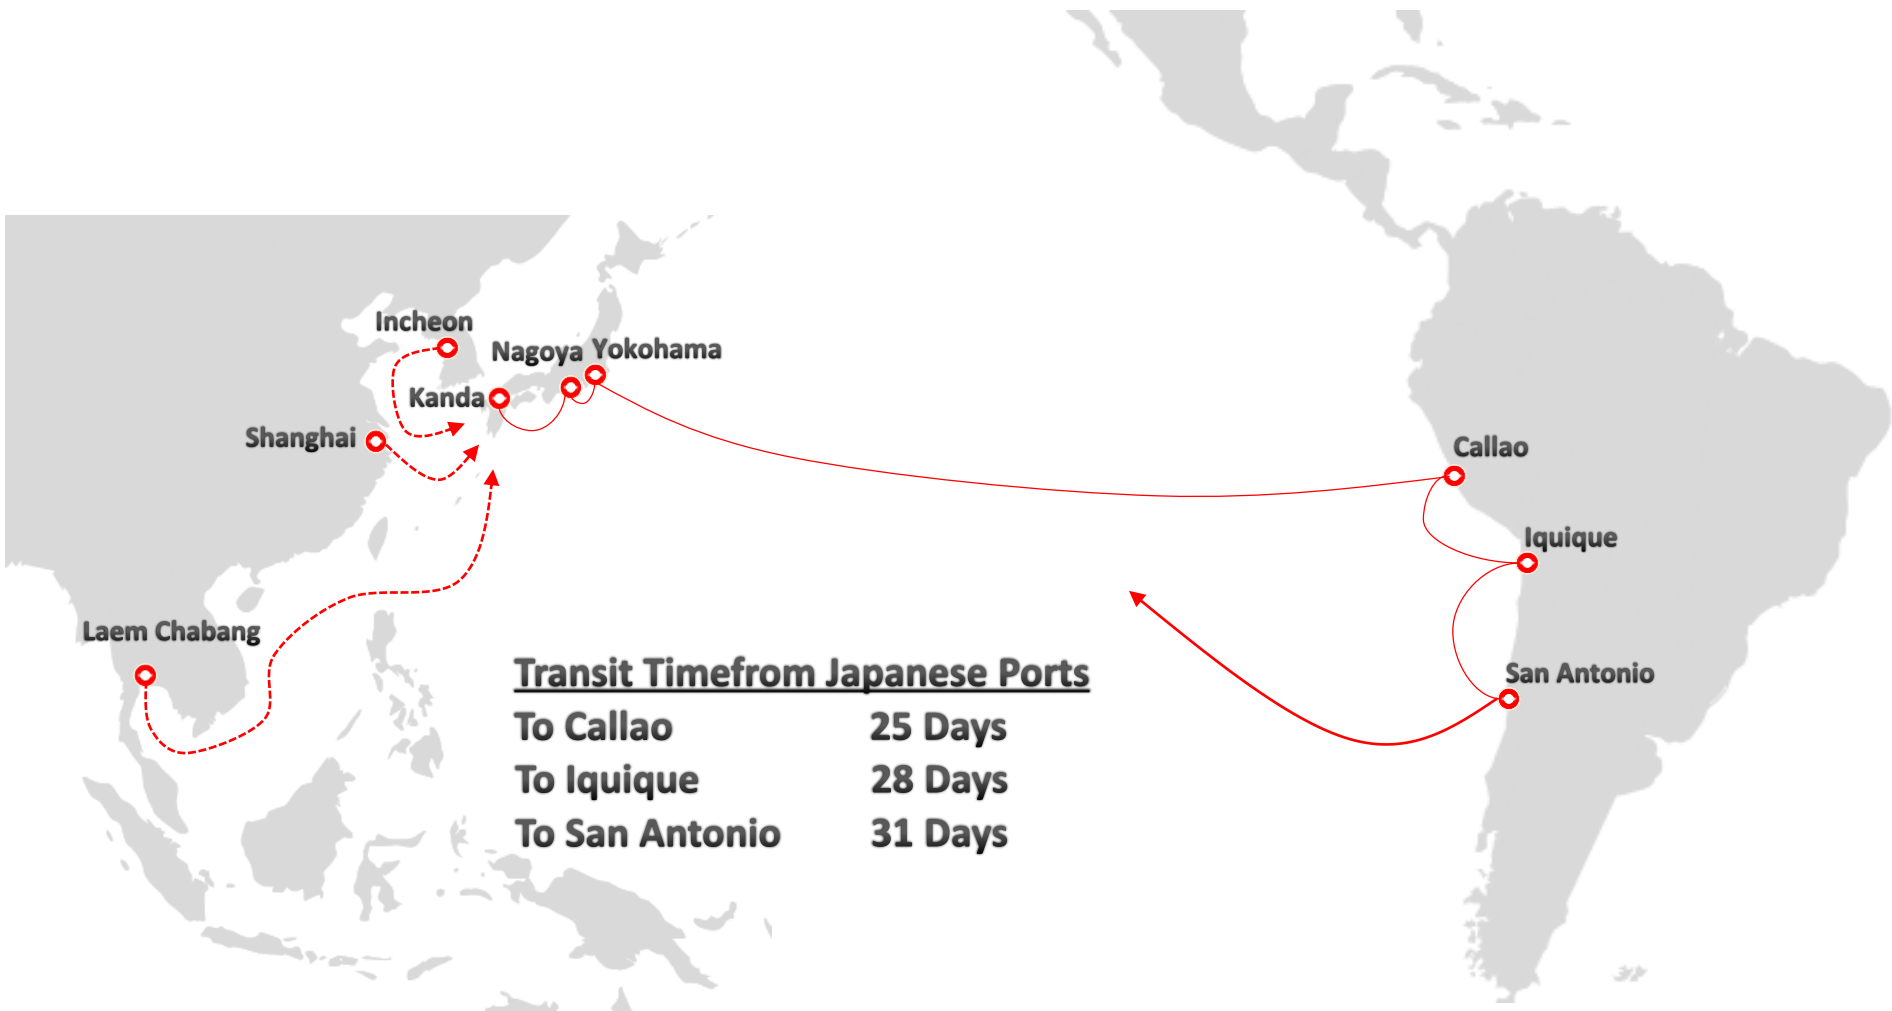 Incheon
Nagoya Yokohama
Kanda
Shanghai
Callao
Iquique
Laem Chabang
San Antonio
Transit Timefrom Japanese Ports
To Callao 25 Days
To Iquique 28 Days
To San Antonio 31 Days